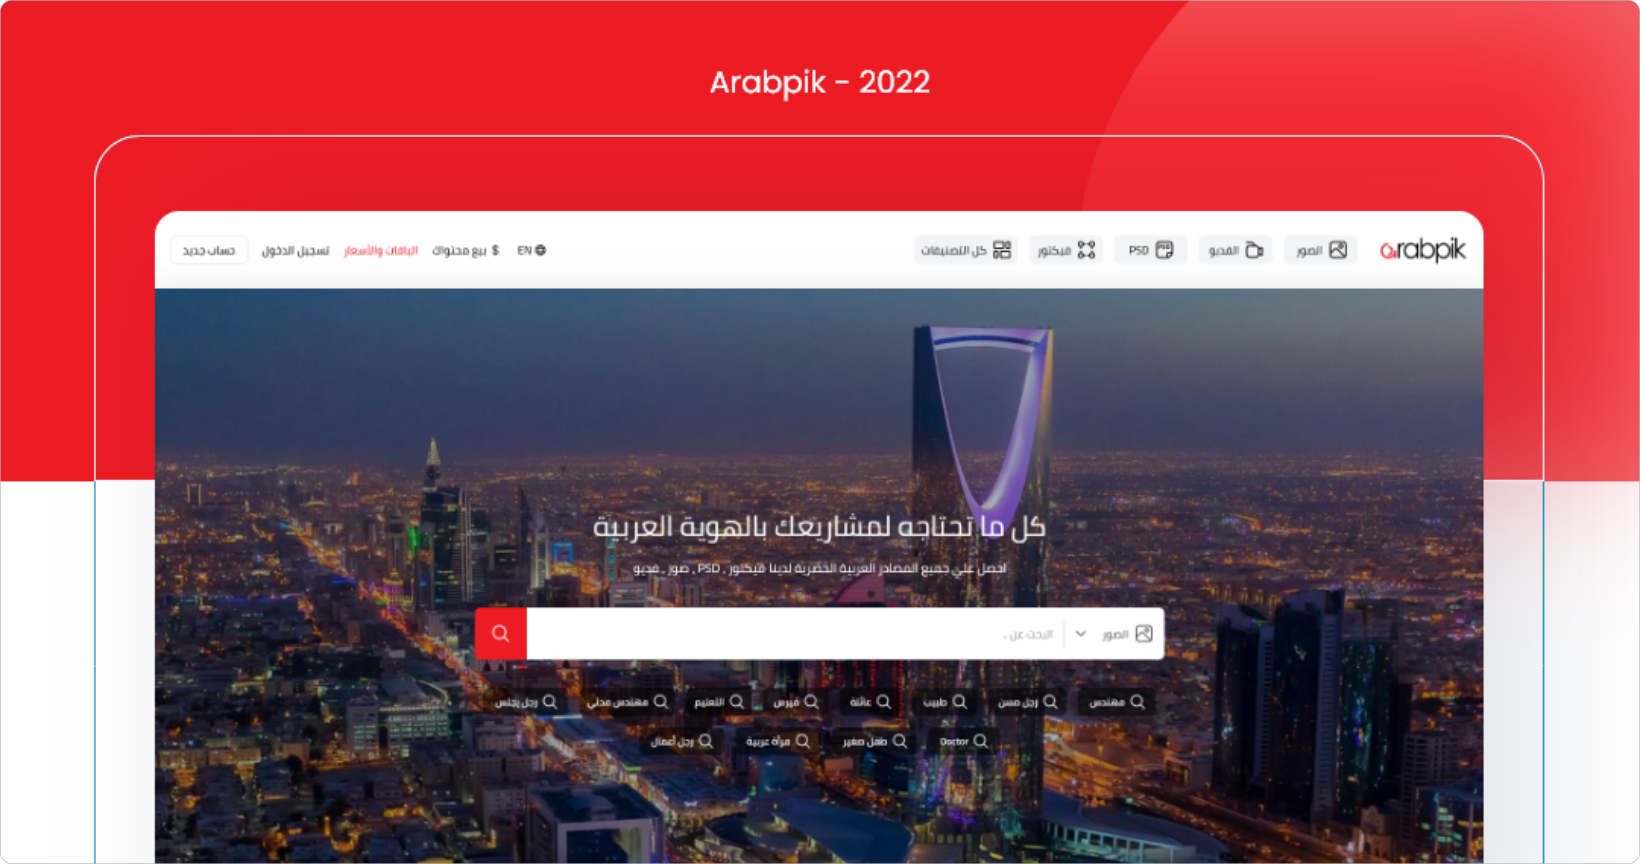 Arabpik - 2022
arabpik الصور الفديو PSD فيكتور كل التصنيفات EN $ بيع محتواك الباقات والأسعار تسجيل الدخول حساب جديد
كل ما تحتاجه لمشاريعك بالهوية العربية
احصل علي جميع المصادر العربية الحصرية لدينا فيكتور , PSD , صور , فديو
الصور البحث عن ..
مهندس رجل مسن طبيب عائلة فيرس التعليم مهندس مدني رجل يجلس
Doctor طفل صغير مرأة عربية رجل أعمال